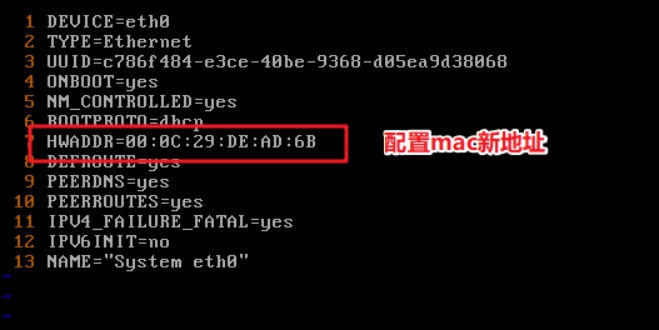 1 DEVICE=eth0
2 TYPE=Ethernet
3 UUID=c786f484-e3ce-40be-9368-d05ea9d38068
4 ONBOOT=yes
5 NM_CONTROLLED=yes
6 BOOTPROTO=dhcp
7 HWADDR=00:0C:29:DE:AD:6B
配置mac新地址
8 DEFROUTE=yes
9 PEERDNS=yes
10 PEERROUTES=yes
11 IPV4_FAILURE_FATAL=yes
12 IPV6INIT=no
13 NAME="System eth0"
~
~
~